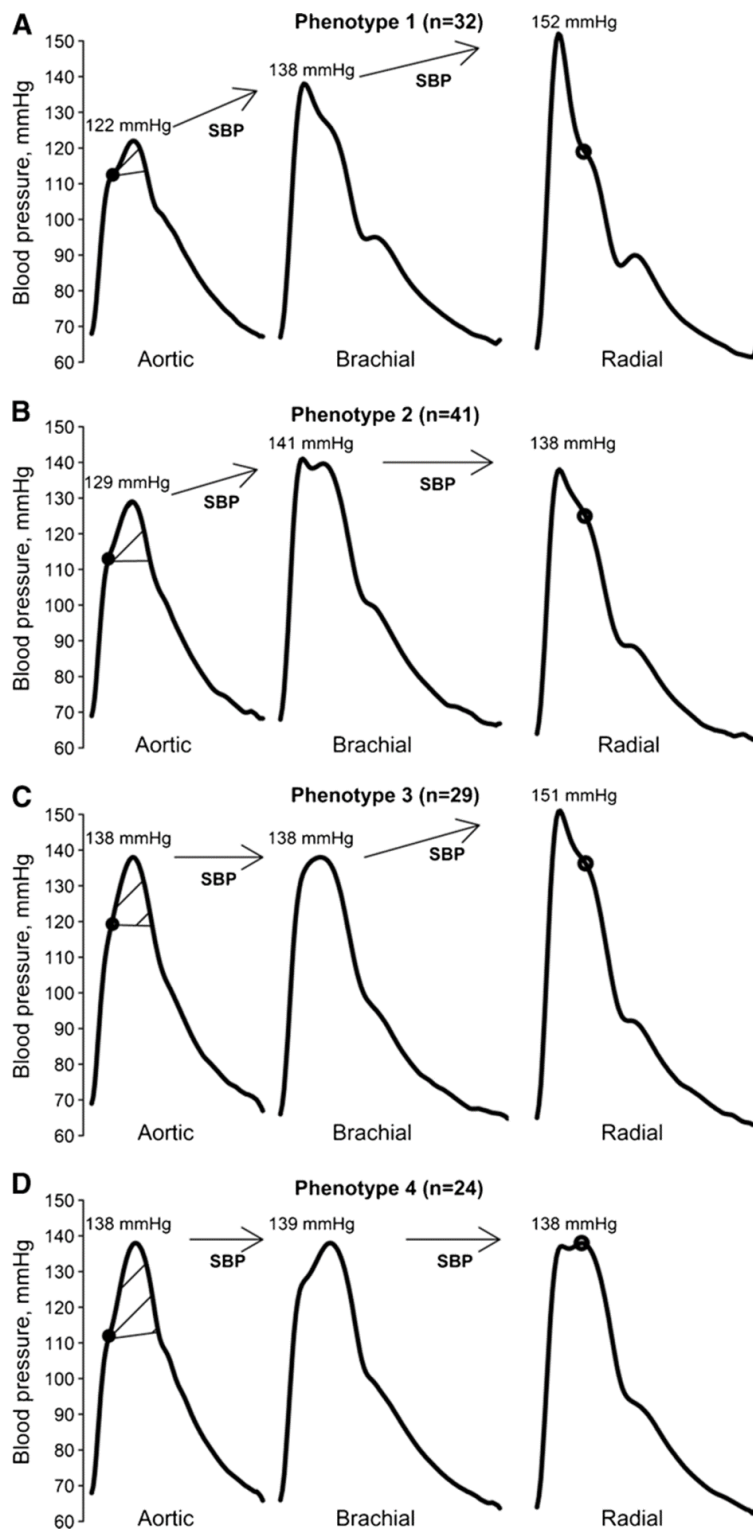 A
Phenotype 1 (n=32)
152 mmHg
138 mmHg
122 mmHg
SBP
SBP
Blood pressure, mmHg
150
140
130
120
110
100
90
80
70
60
Aortic
Brachial
Radial
B
Phenotype 2 (n=41)
129 mmHg
141 mmHg
138 mmHg
SBP
SBP
Blood pressure, mmHg
150
140
130
120
110
100
90
80
70
60
Aortic
Brachial
Radial
C
Phenotype 3 (n=29)
138 mmHg
138 mmHg
151 mmHg
SBP
SBP
Blood pressure, mmHg
150
140
130
120
110
100
90
80
70
60
Aortic
Brachial
Radial
D
Phenotype 4 (n=24)
138 mmHg
139 mmHg
138 mmHg
SBP
SBP
Blood pressure, mmHg
150
140
130
120
110
100
90
80
70
60
Aortic
Brachial
Radial